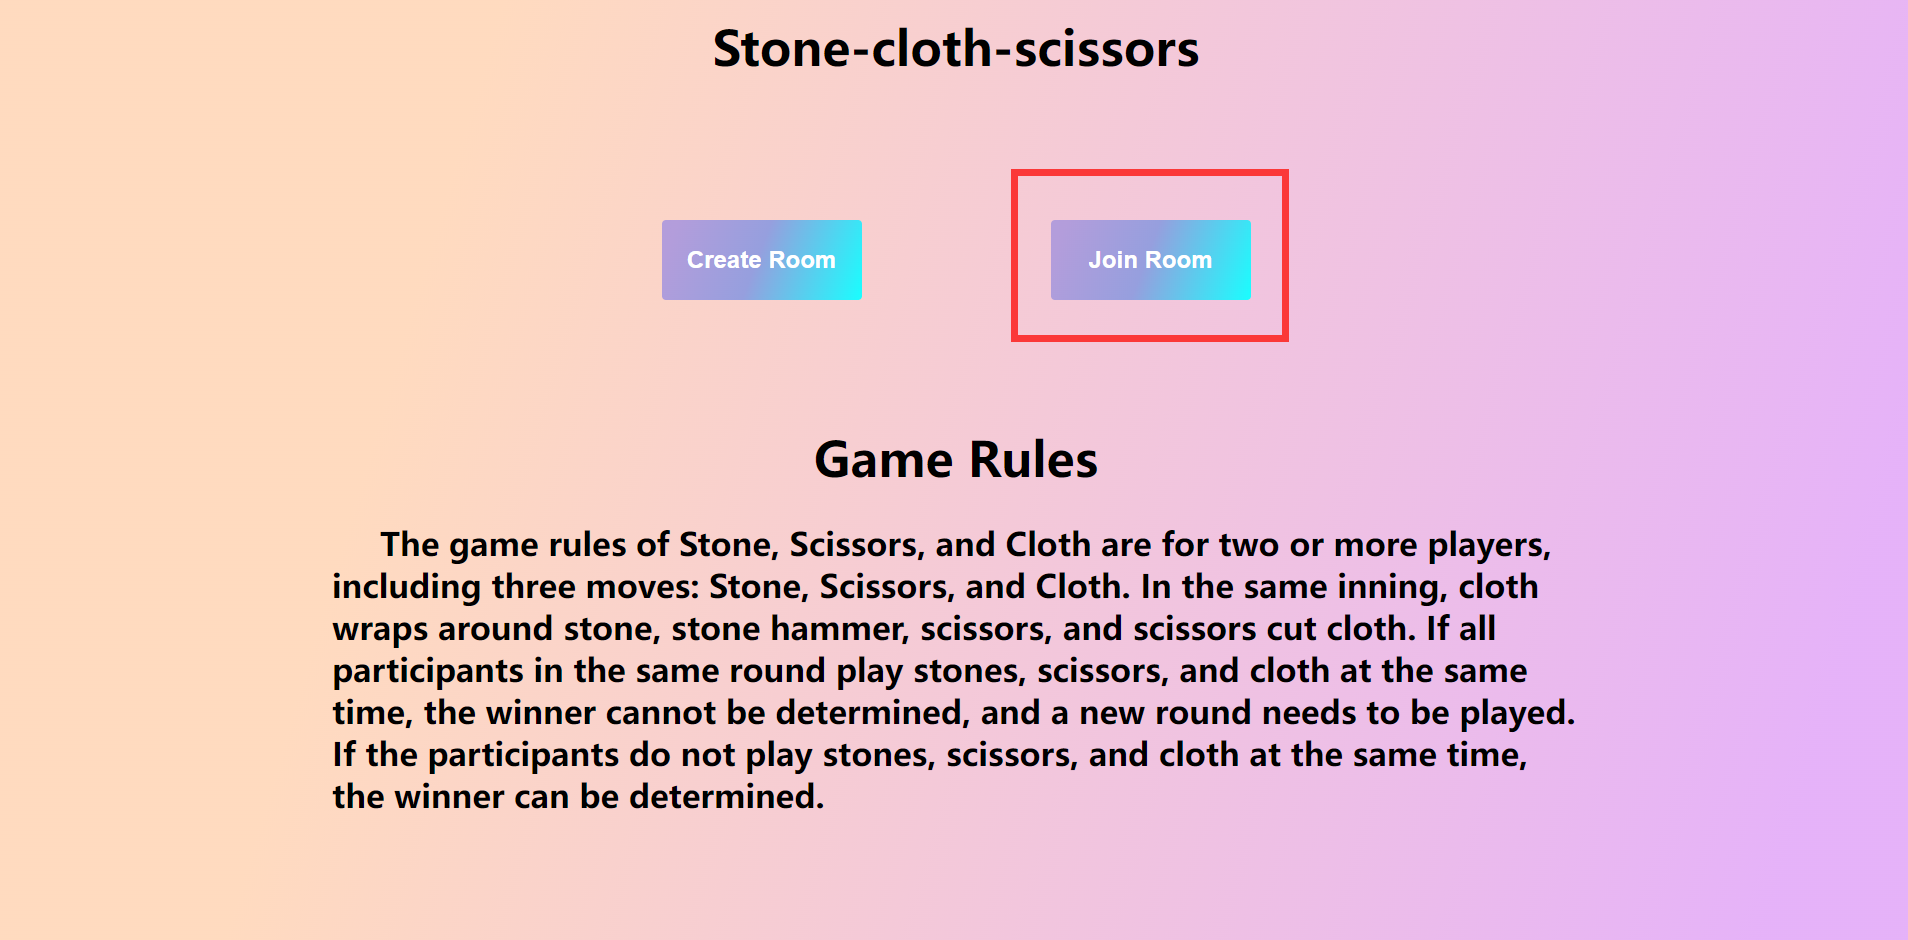 Stone-cloth-scissors
Create Room
Join Room
Game Rules
The game rules of Stone, Scissors, and Cloth are for two or more players,
including three moves: Stone, Scissors, and Cloth. In the same inning, cloth
wraps around stone, stone hammer, scissors, and scissors cut cloth. If all
participants in the same round play stones, scissors, and cloth at the same
time, the winner cannot be determined, and a new round needs to be played.
If the participants do not play stones, scissors, and cloth at the same time,
the winner can be determined.